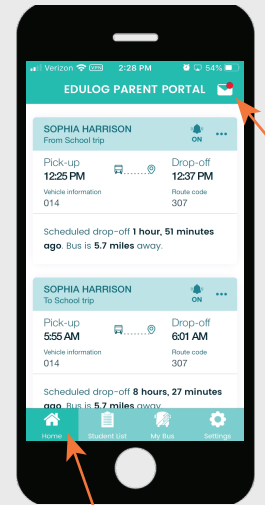 Verizon VPN 2:28 PM 54%
EDULOG PARENT PORTAL
SOPHIA HARRISON
From School trip
ON
Pick-up Drop-off
12:25 PM 12:37 PM
Vehicle information Route code
014 307
Scheduled drop-off 1 hour, 51 minutes
ago. Bus is 5.7 miles away.
SOPHIA HARRISON
To School trip
ON
Pick-up Drop-off
5:55 AM 6:01 AM
Vehicle information Route code
014 307
Scheduled drop-off 8 hours, 27 minutes
ago. Bus is 5.7 miles away.
Home Student List My Bus Settings